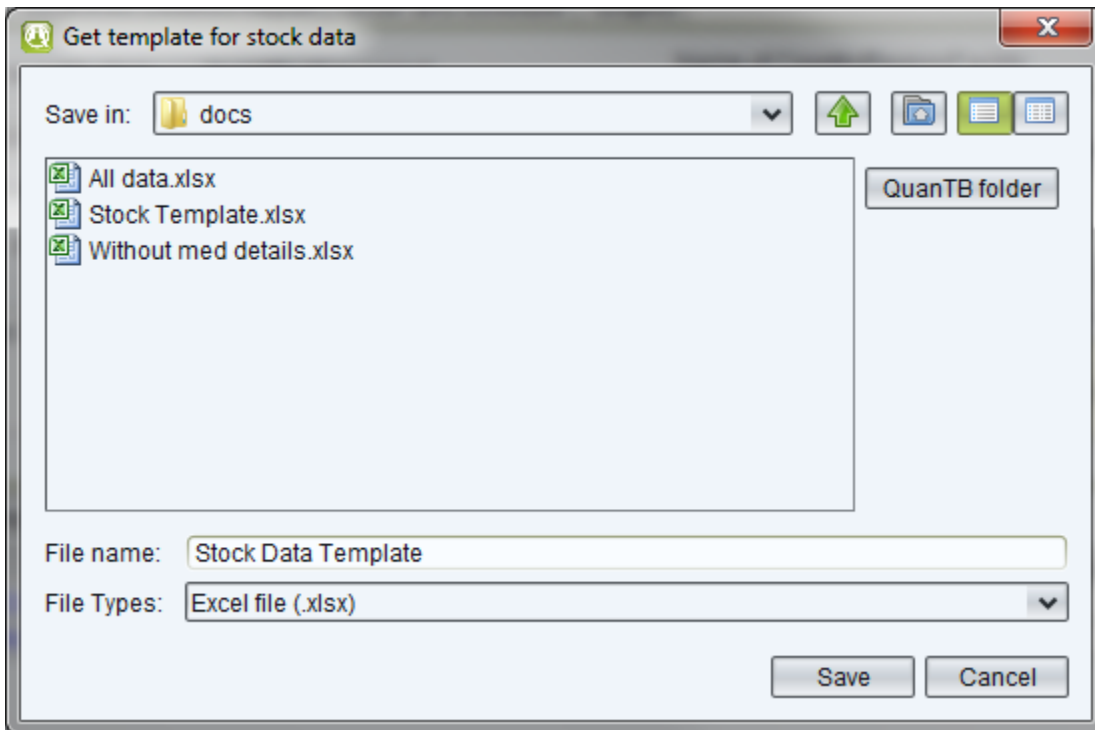 Get template for stock data
Save in: docs
All data.xlsx
Stock Template.xlsx
Without med details.xlsx
QuanTB folder
File name: Stock Data Template
File Types: Excel file (.xlsx)
Save Cancel